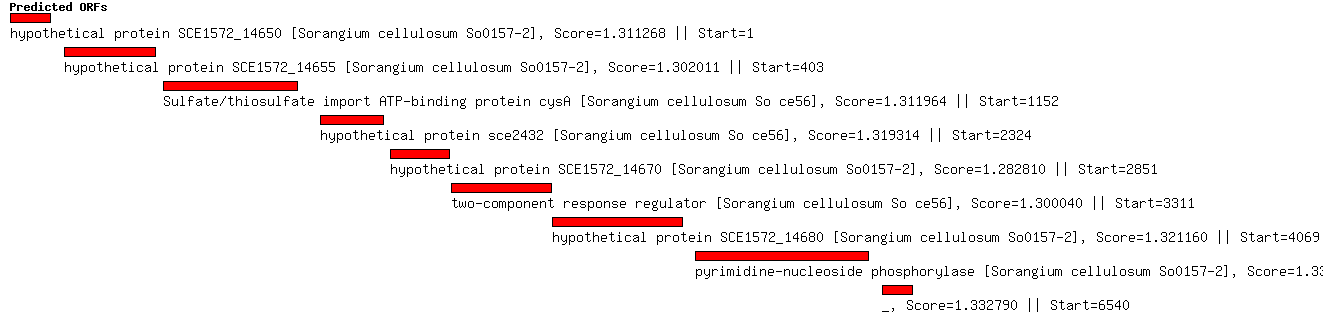 Predicted ORFs
hypothetical protein SCE1572_14650 [Sorangium cellulosum So0157-2], Score=1.311268 || Start=1
hypothetical protein SCE1572_14655 [Sorangium cellulosum So0157-2], Score=1.302011 || Start=403
Sulfate/thiosulfate import ATP-binding protein cysA [Sorangium cellulosum So ce56], Score=1.311964 || Start=1152
hypothetical protein sce2432 [Sorangium cellulosum So ce56], Score=1.319314 || Start=2324
hypothetical protein SCE1572_14670 [Sorangium cellulosum So0157-2], Score=1.282810 || Start=2851
two-component response regulator [Sorangium cellulosum So ce56], Score=1.300040 || Start=3311
hypothetical protein SCE1572_14680 [Sorangium cellulosum So0157-2], Score=1.321160 || Start=4069
pyrimidine-nucleoside phosphorylase [Sorangium cellulosum So0157-2], Score=1.33
_, Score=1.332790 || Start=6540